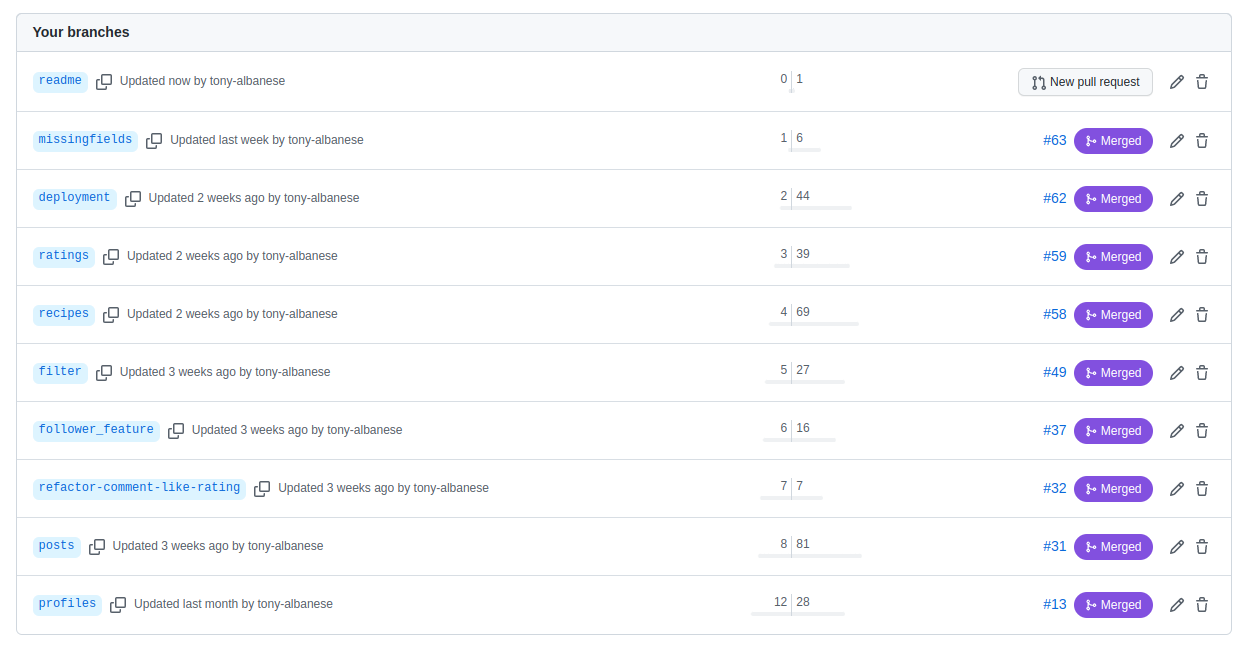 Your branches
readme Updated now by tony-albanese 0 1 New pull request
missingfields Updated last week by tony-albanese 1 6 #63 Merged
deployment Updated 2 weeks ago by tony-albanese 2 44 #62 Merged
ratings Updated 2 weeks ago by tony-albanese 3 39 #59 Merged
recipes Updated 2 weeks ago by tony-albanese 4 69 #58 Merged
filter Updated 3 weeks ago by tony-albanese 5 27 #49 Merged
follower_feature Updated 3 weeks ago by tony-albanese 6 16 #37 Merged
refactor-comment-like-rating Updated 3 weeks ago by tony-albanese 7 7 #32 Merged
posts Updated 3 weeks ago by tony-albanese 8 81 #31 Merged
profiles Updated last month by tony-albanese 12 28 #13 Merged